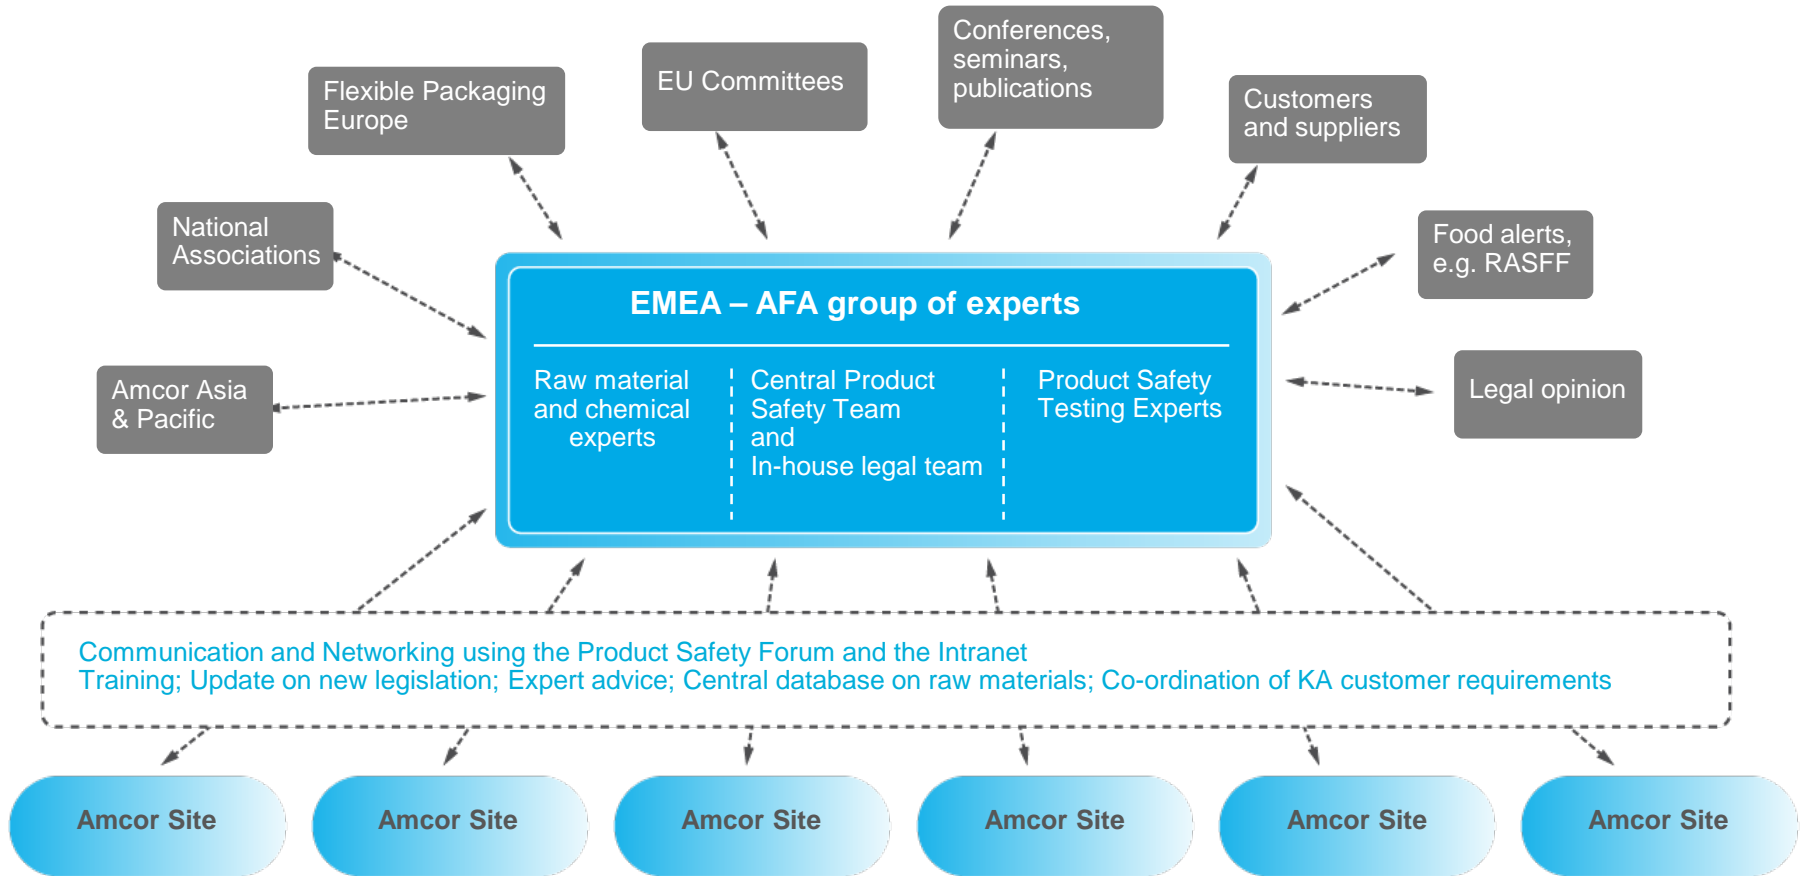 Conferences,
seminars,
publications
EU Committees
Flexible Packaging
Europe
Customers
and suppliers
National
Associations
Food alerts,
e.g. RASFF
Amcor Asia
& Pacific
Legal opinion
EMEA – AFA group of experts
Raw material
and chemical
experts
Central Product
Safety Team
and
In-house legal team
Product Safety
Testing Experts
Communication and Networking using the Product Safety Forum and the Intranet
Training; Update on new legislation; Expert advice; Central database on raw materials; Co-ordination of KA customer requirements
Amcor Site
Amcor Site
Amcor Site
Amcor Site
Amcor Site
Amcor Site